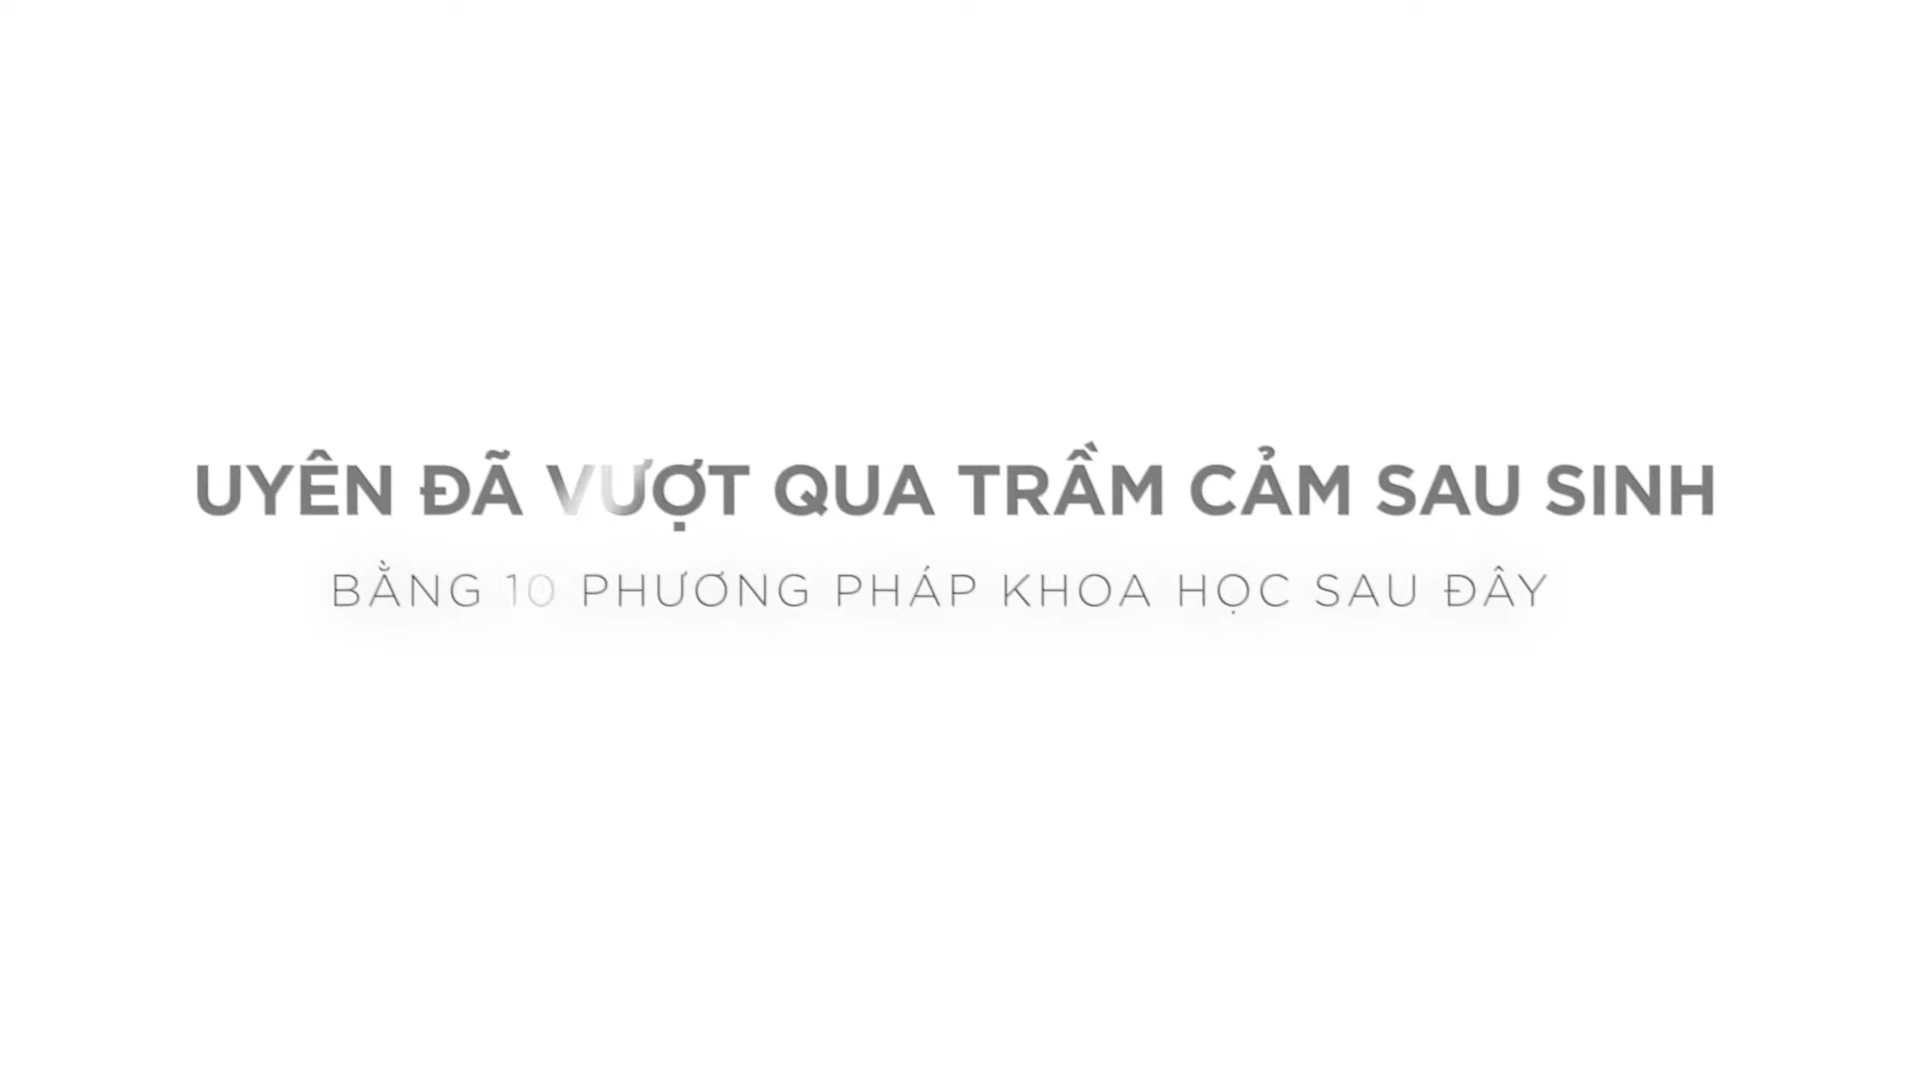 UYÊN ĐÃ VƯỢT QUA TRẦM CẢM SAU SINH
BẰNG 10 PHƯƠNG PHÁP KHOA HỌC SAU ĐÂY